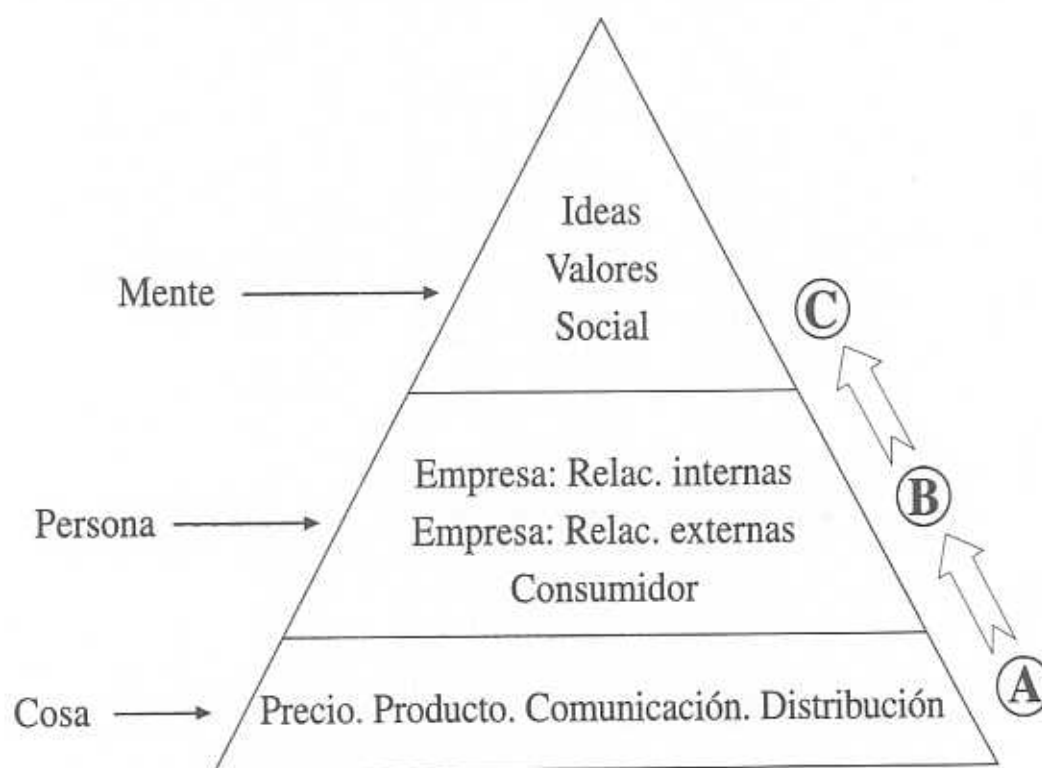 Ideas
Valores
Mente
Social
C
Empresa: Relac. internas
B
Persona
Empresa: Relac. externas
Consumidor
A
Cosa
Precio. Producto. Comunicación. Distribución